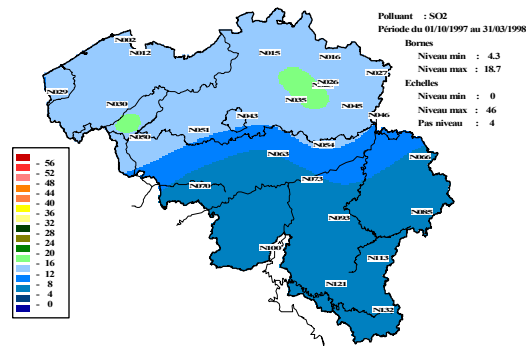 Polluant : SO2
Période du 01/10/1997 au 31/03/1998
Bornes
Niveau min : 4.3
Niveau max : 18.7
Echelles
Niveau min : 0
Niveau max : 46
Pas niveau : 4
N002
N012
N015
N016
N027
N029
N026
N030
N035
N045
N043
N046
N050
N051
N054
N063
N066
N070
N073
N093
N085
N100
N113
N121
N132
- 56
- 52
- 48
- 44
- 40
- 36
- 32
- 28
- 24
- 20
- 16
- 12
- 8
- 4
- 0